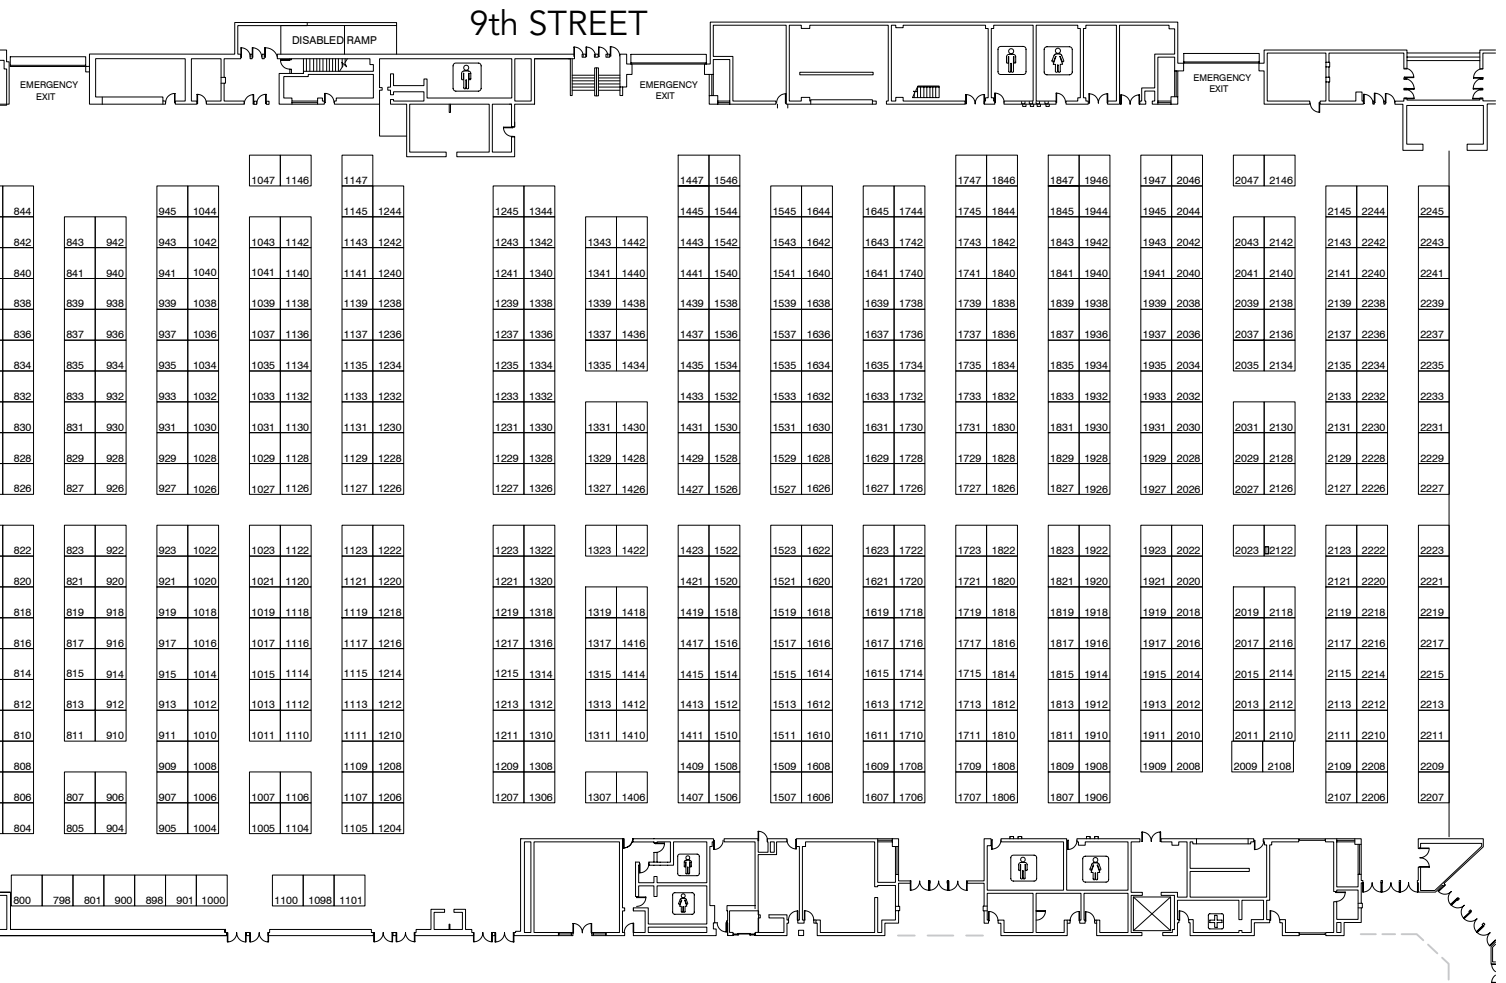 9th STREET
DISABLED RAMP
EMERGENCY EXIT
EMERGENCY EXIT
EMERGENCY EXIT
1047 1146 1147 1447 1546 1747 1846 1847 1946 1947 2046 2047 2146
844 945 1044 1145 1244 1245 1344 1445 1544 1545 1644 1645 1744 1745 1844 1845 1944 1945 2044 2145 2244 2245
842 843 942 943 1042 1043 1142 1143 1242 1243 1342 1343 1442 1443 1542 1543 1642 1643 1742 1743 1842 1843 1942 1943 2042 2043 2142 2143 2242 2243
840 841 940 941 1040 1041 1140 1141 1240 1241 1340 1341 1440 1441 1540 1541 1640 1641 1740 1741 1840 1841 1940 1941 2040 2041 2140 2141 2240 2241
838 839 938 939 1038 1039 1138 1139 1238 1239 1338 1339 1438 1439 1538 1539 1638 1639 1738 1739 1838 1839 1938 1939 2038 2039 2138 2139 2238 2239
836 837 936 937 1036 1037 1136 1137 1236 1237 1336 1337 1436 1437 1536 1537 1636 1637 1736 1737 1836 1837 1936 1937 2036 2037 2136 2137 2236 2237
834 835 934 935 1034 1035 1134 1135 1234 1235 1334 1335 1434 1435 1534 1535 1634 1635 1734 1735 1834 1835 1934 1935 2034 2035 2134 2135 2234 2235
832 833 932 933 1032 1033 1132 1133 1232 1233 1332 1433 1532 1533 1632 1633 1732 1733 1832 1833 1932 1933 2032 2133 2232 2233
830 831 930 931 1030 1031 1130 1131 1230 1231 1330 1331 1430 1431 1530 1531 1630 1631 1730 1731 1830 1831 1930 1931 2030 2031 2130 2131 2230 2231
828 829 928 929 1028 1029 1128 1129 1228 1229 1328 1329 1428 1429 1528 1529 1628 1629 1728 1729 1828 1829 1928 1929 2028 2029 2128 2129 2228 2229
826 827 926 927 1026 1027 1126 1127 1226 1227 1326 1327 1426 1427 1526 1527 1626 1627 1726 1727 1826 1827 1926 1927 2026 2027 2126 2127 2226 2227
822 823 922 923 1022 1023 1122 1123 1222 1223 1322 1323 1422 1423 1522 1523 1622 1623 1722 1723 1822 1823 1922 1923 2022 2023 2122 2123 2222 2223
820 821 920 921 1020 1021 1120 1121 1220 1221 1320 1421 1520 1521 1620 1621 1720 1721 1820 1821 1920 1921 2020 2121 2220 2221
818 819 918 919 1018 1019 1118 1119 1218 1219 1318 1319 1418 1419 1518 1519 1618 1619 1718 1719 1818 1819 1918 1919 2018 2019 2118 2119 2218 2219
816 817 916 917 1016 1017 1116 1117 1216 1217 1316 1317 1416 1417 1516 1517 1616 1617 1716 1717 1816 1817 1916 1917 2016 2017 2116 2117 2216 2217
814 815 914 915 1014 1015 1114 1115 1214 1215 1314 1315 1414 1415 1514 1515 1614 1615 1714 1715 1814 1815 1914 1915 2014 2015 2114 2115 2214 2215
812 813 912 913 1012 1013 1112 1113 1212 1213 1312 1313 1412 1413 1512 1513 1612 1613 1712 1713 1812 1813 1912 1913 2012 2013 2112 2113 2212 2213
810 811 910 911 1010 1011 1110 1111 1210 1211 1310 1311 1410 1411 1510 1511 1610 1611 1710 1711 1810 1811 1910 1911 2010 2011 2110 2111 2210 2211
808 909 1008 1109 1208 1209 1308 1409 1508 1509 1608 1609 1708 1709 1808 1809 1908 1909 2008 2009 2108 2109 2208 2209
806 807 906 907 1006 1007 1106 1107 1206 1207 1306 1307 1406 1407 1506 1507 1606 1607 1706 1707 1806 1807 1906 2107 2206 2207
804 805 904 905 1004 1005 1104 1105 1204
800 798 801 900 898 901 1000 1100 1098 1101